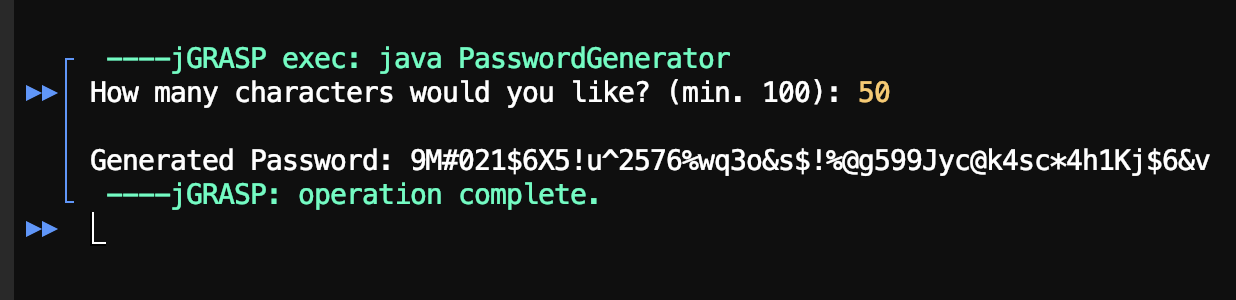 ----jGRASP exec: java PasswordGenerator
How many characters would you like? (min. 100): 50
Generated Password: 9M#021$6X5!u^2576%wq3o&s$!%@g599Jyc@k4sc*4h1Kj$6&v
----jGRASP: operation complete.